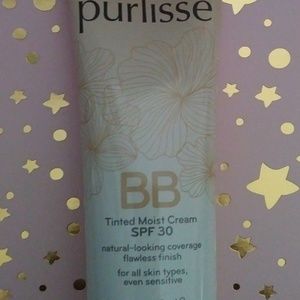 purlisse
BB
Tinted Moist Cream
SPF 30
natural-looking coverage
flawless finish
for all skin types,
even sensitive